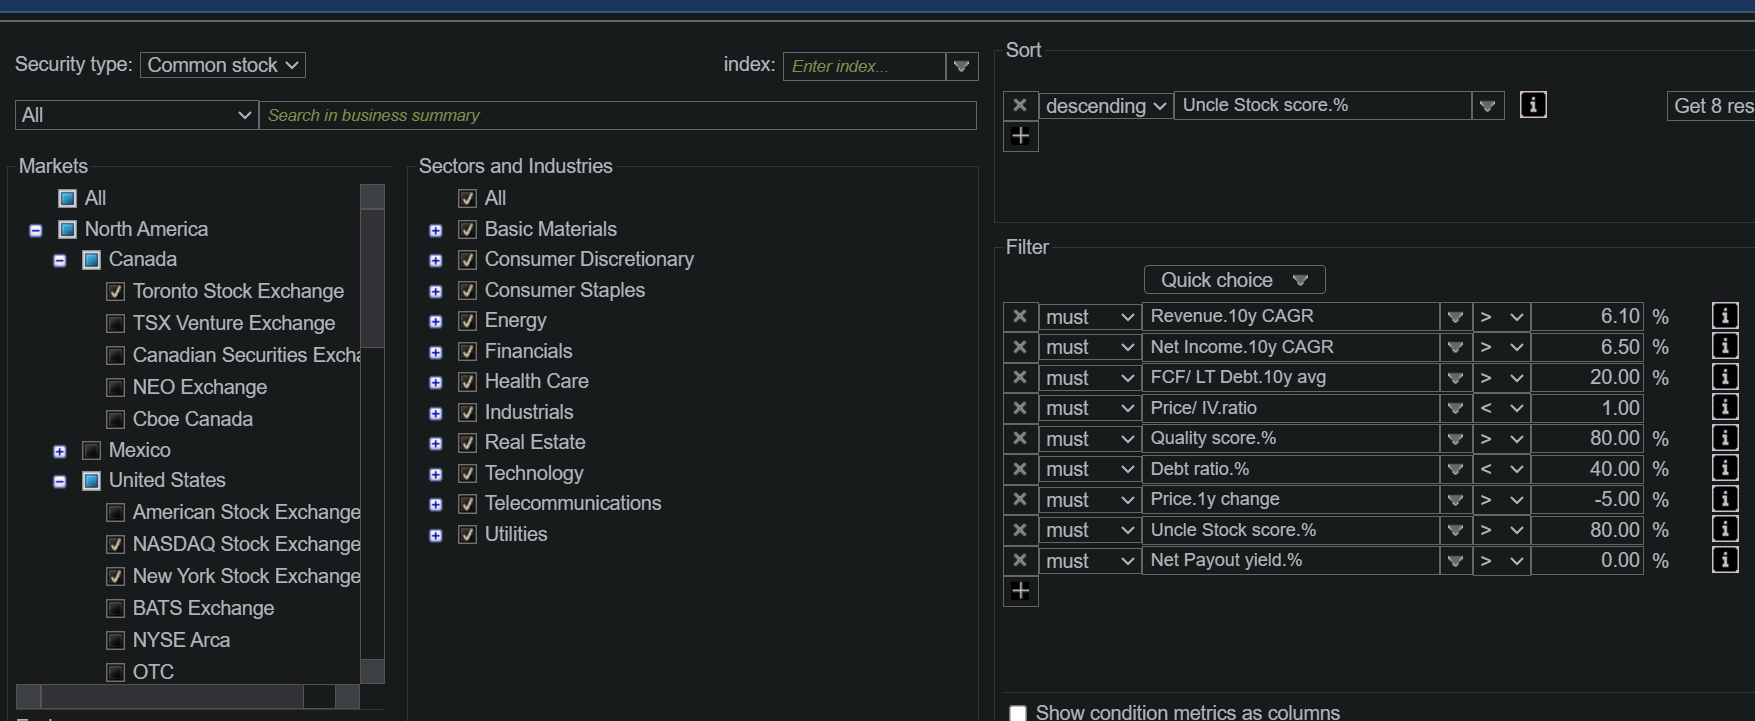 Security type: Common stock
index: Enter index...
All
Search in business summary
Markets
All
North America
Canada
Toronto Stock Exchange
TSX Venture Exchange
Canadian Securities Excha
NEO Exchange
Cboe Canada
Mexico
United States
American Stock Exchange
NASDAQ Stock Exchange
New York Stock Exchange
BATS Exchange
NYSE Arca
OTC
Sectors and Industries
All
Basic Materials
Consumer Discretionary
Consumer Staples
Energy
Financials
Health Care
Industrials
Real Estate
Technology
Telecommunications
Utilities
Sort
descending Uncle Stock score.% Get 8 res
Filter
Quick choice
must Revenue.10y CAGR > 6.10 %
must Net Income.10y CAGR > 6.50 %
must FCF/ LT Debt.10y avg > 20.00 %
must Price/ IV.ratio < 1.00
must Quality score.% > 80.00 %
must Debt ratio.% < 40.00 %
must Price.1y change > -5.00 %
must Uncle Stock score.% > 80.00 %
must Net Payout yield.% > 0.00 %
Show condition metrics as columns